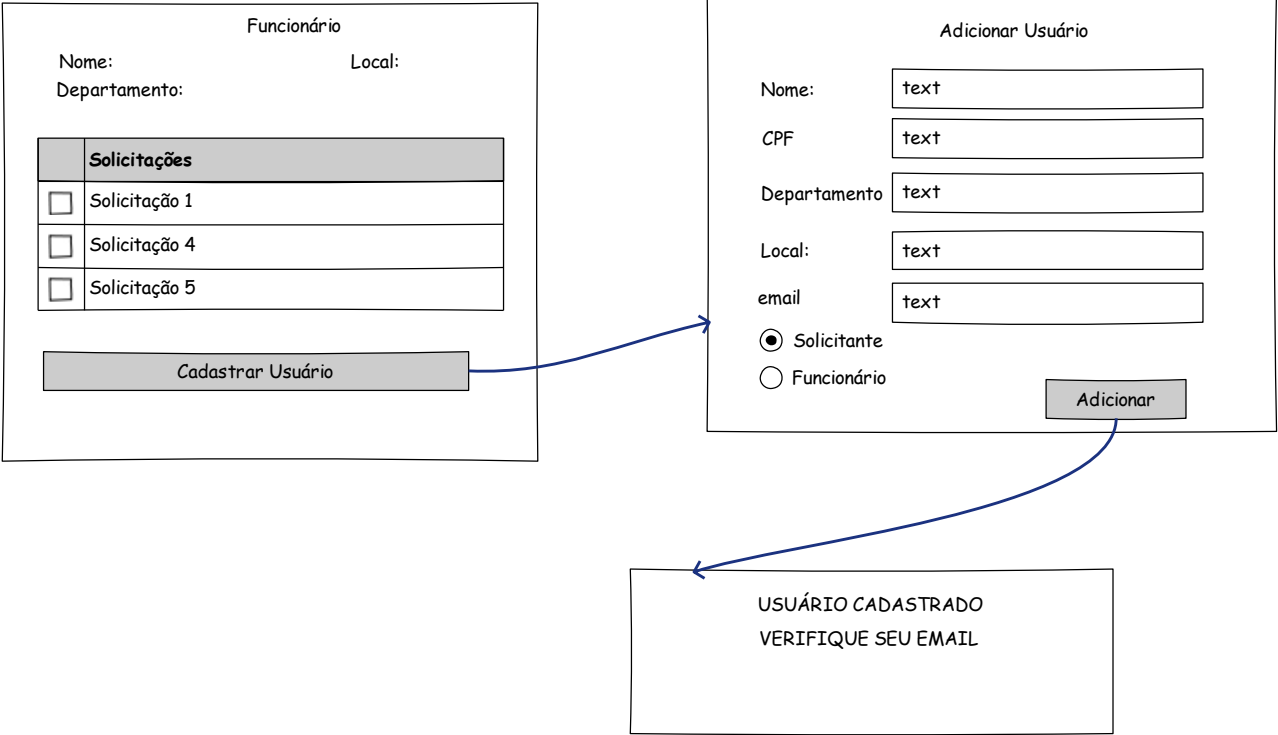 Funcionário
Nome: Local:
Departamento:
Solicitações
Solicitação 1
Solicitação 4
Solicitação 5
Cadastrar Usuário
Adicionar Usuário
Nome: text
CPF text
Departamento text
Local: text
email text
Solicitante
Funcionário
Adicionar
USUÁRIO CADASTRADO
VERIFIQUE SEU EMAIL